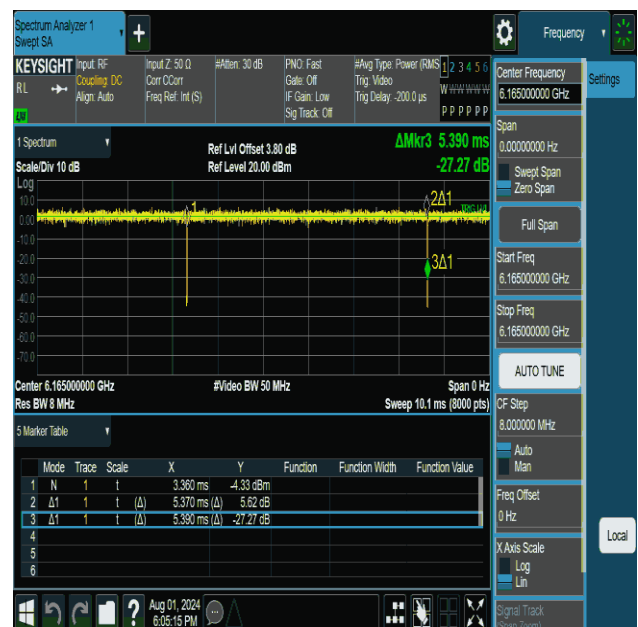 Spectrum Analyzer 1
Swept SA
+
Frequency
KEYSIGHT Input: RF Input Z: 50 Ω #Atten: 30 dB PNO: Fast #Avg Type: Power (RMS 1 2 3 4 5 6
RL Coupling: DC Corr CCorr Gate: Off Trig: Video
Align: Auto Freq Ref: Int (S) IF Gain: Low Trig Delay: -200.0 µs W W W W W W
Sig Track: Off P P P P P P
Center Frequency
6.165000000 GHz
Settings
1 Spectrum
Ref Lvl Offset 3.80 dB ΔMkr3 5.390 ms
Scale/Div 10 dB Ref Level 20.00 dBm -27.27 dB
Log
10.0
0.00
-10.0
-20.0
-30.0
-40.0
-50.0
-60.0
-70.0
1
2Δ1
TRIG LVL
3Δ1
Center 6.165000000 GHz #Video BW 50 MHz Span 0 Hz
Res BW 8 MHz Sweep 10.1 ms (8000 pts)
5 Marker Table
Mode Trace Scale X Y Function Function Width Function Value
1 N 1 t 3.360 ms -4.33 dBm
2 Δ1 1 t (Δ) 5.370 ms (Δ) 5.62 dB
3 Δ1 1 t (Δ) 5.390 ms (Δ) -27.27 dB
4
5
6
Span
0.00000000 Hz
Swept Span
Zero Span
Full Span
Start Freq
6.165000000 GHz
Stop Freq
6.165000000 GHz
AUTO TUNE
CF Step
8.000000 MHz
Auto
Man
Freq Offset
0 Hz
X Axis Scale
Log
Lin
Local
Signal Track
(Span Zoom)
? Aug 01, 2024
6:05:15 PM